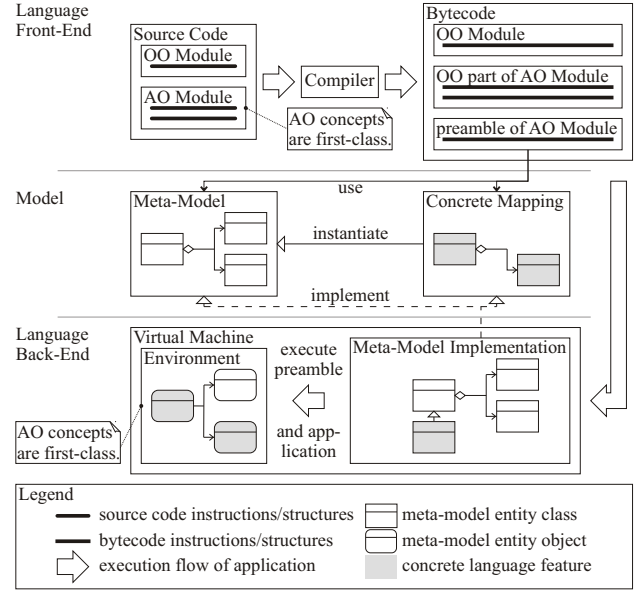 Language
Front-End
Source Code
OO Module
AO Module
Compiler
AO concepts
are first-class.
Bytecode
OO Module
OO part of AO Module
preamble of AO Module
use
Model
Meta-Model
instantiate
Concrete Mapping
implement
Language
Back-End
Virtual Machine
Environment
execute
preamble
and app-
lication
Meta-Model Implementation
AO concepts
are first-class.
Legend
source code instructions/structures
bytecode instructions/structures
execution flow of application
meta-model entity class
meta-model entity object
concrete language feature